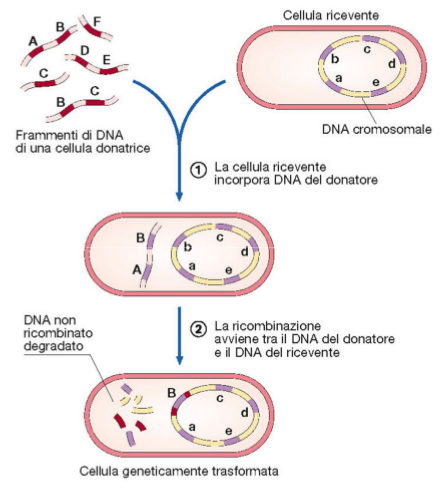 Cellula ricevente
A
B
F
D
E
C
B
C
Frammenti di DNA
di una cellula donatrice
b
c
d
a
e
DNA cromosomale
1 La cellula ricevente
incorpora DNA del donatore
B
A
b
c
d
a
e
2 La ricombinazione
avviene tra il DNA del donatore
e il DNA del ricevente
DNA non
ricombinato
degradato
B
c
d
a
e
Cellula geneticamente trasformata